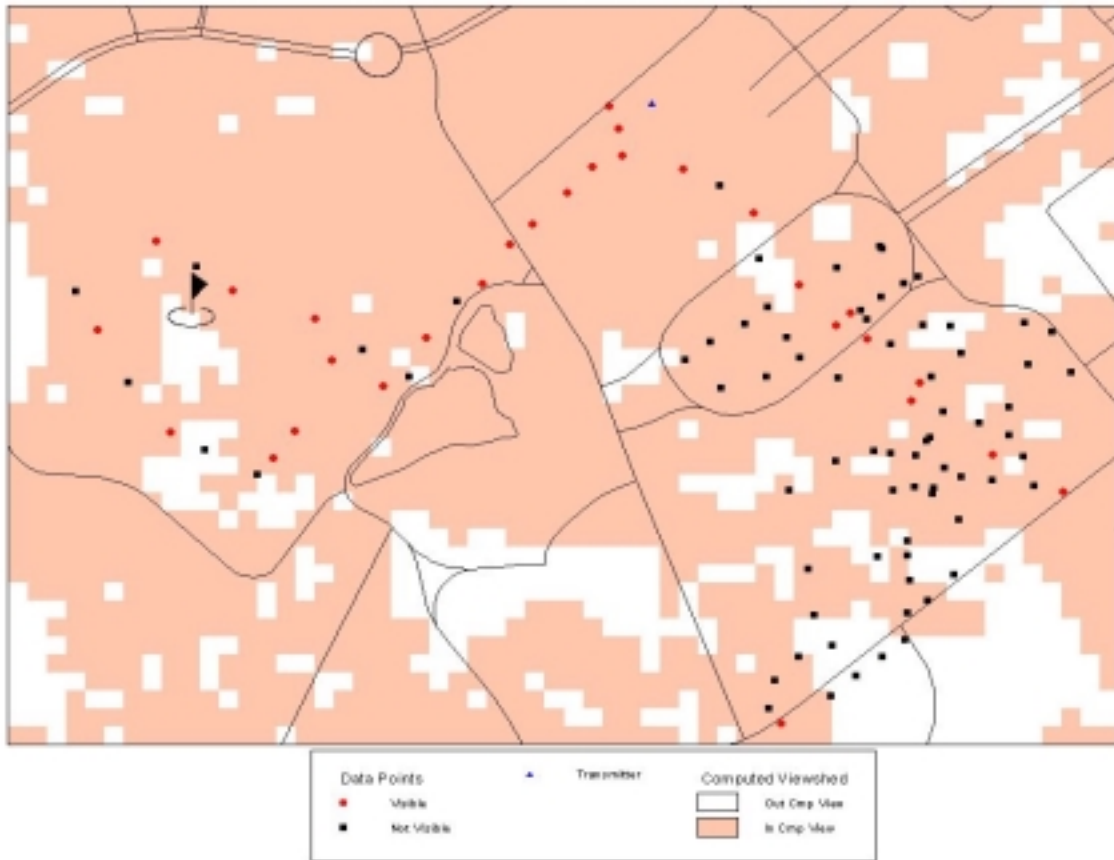 Data Points
Visible
Not Visible
Transmitter
Computed Viewshed
Out Cmp View
In Cmp View